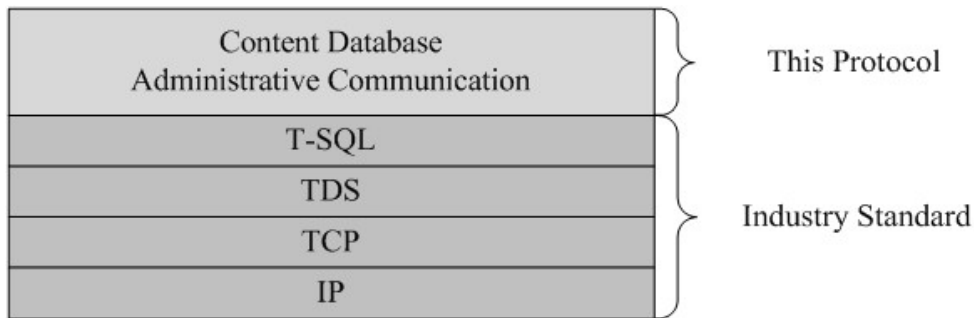 Content Database
Administrative Communication
This Protocol
T-SQL
TDS
TCP
IP
Industry Standard